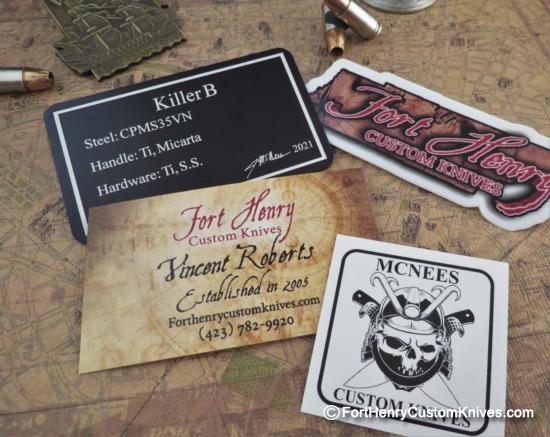 Killer B
Steel: CPMS35VN
Handle: Ti, Micarta
Hardware: Ti, S.S.
2021
Fort Henry
CUSTOM KNIVES
Fort Henry
Custom Knives
Vincent Roberts
Established in 2005
Forthenrycustomknives.com
(423) 782-9920
MCNEES
CUSTOM KNIVES
©FortHenryCustomKnives.com